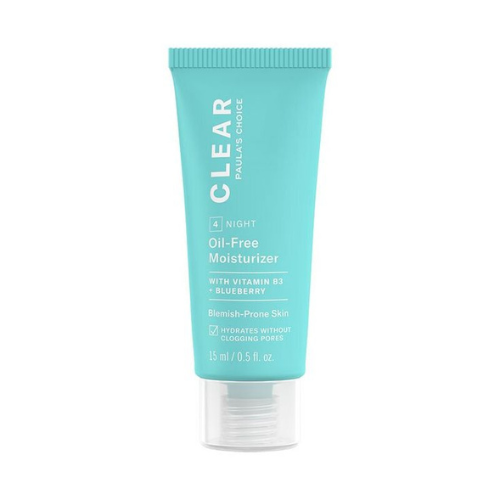 CLEAR
PAULA'S CHOICE
4 NIGHT
Oil-Free
Moisturizer
WITH VITAMIN B3
+ BLUEBERRY
Blemish-Prone Skin
HYDRATES WITHOUT
CLOGGING PORES
15 ml / 0.5 fl. oz.